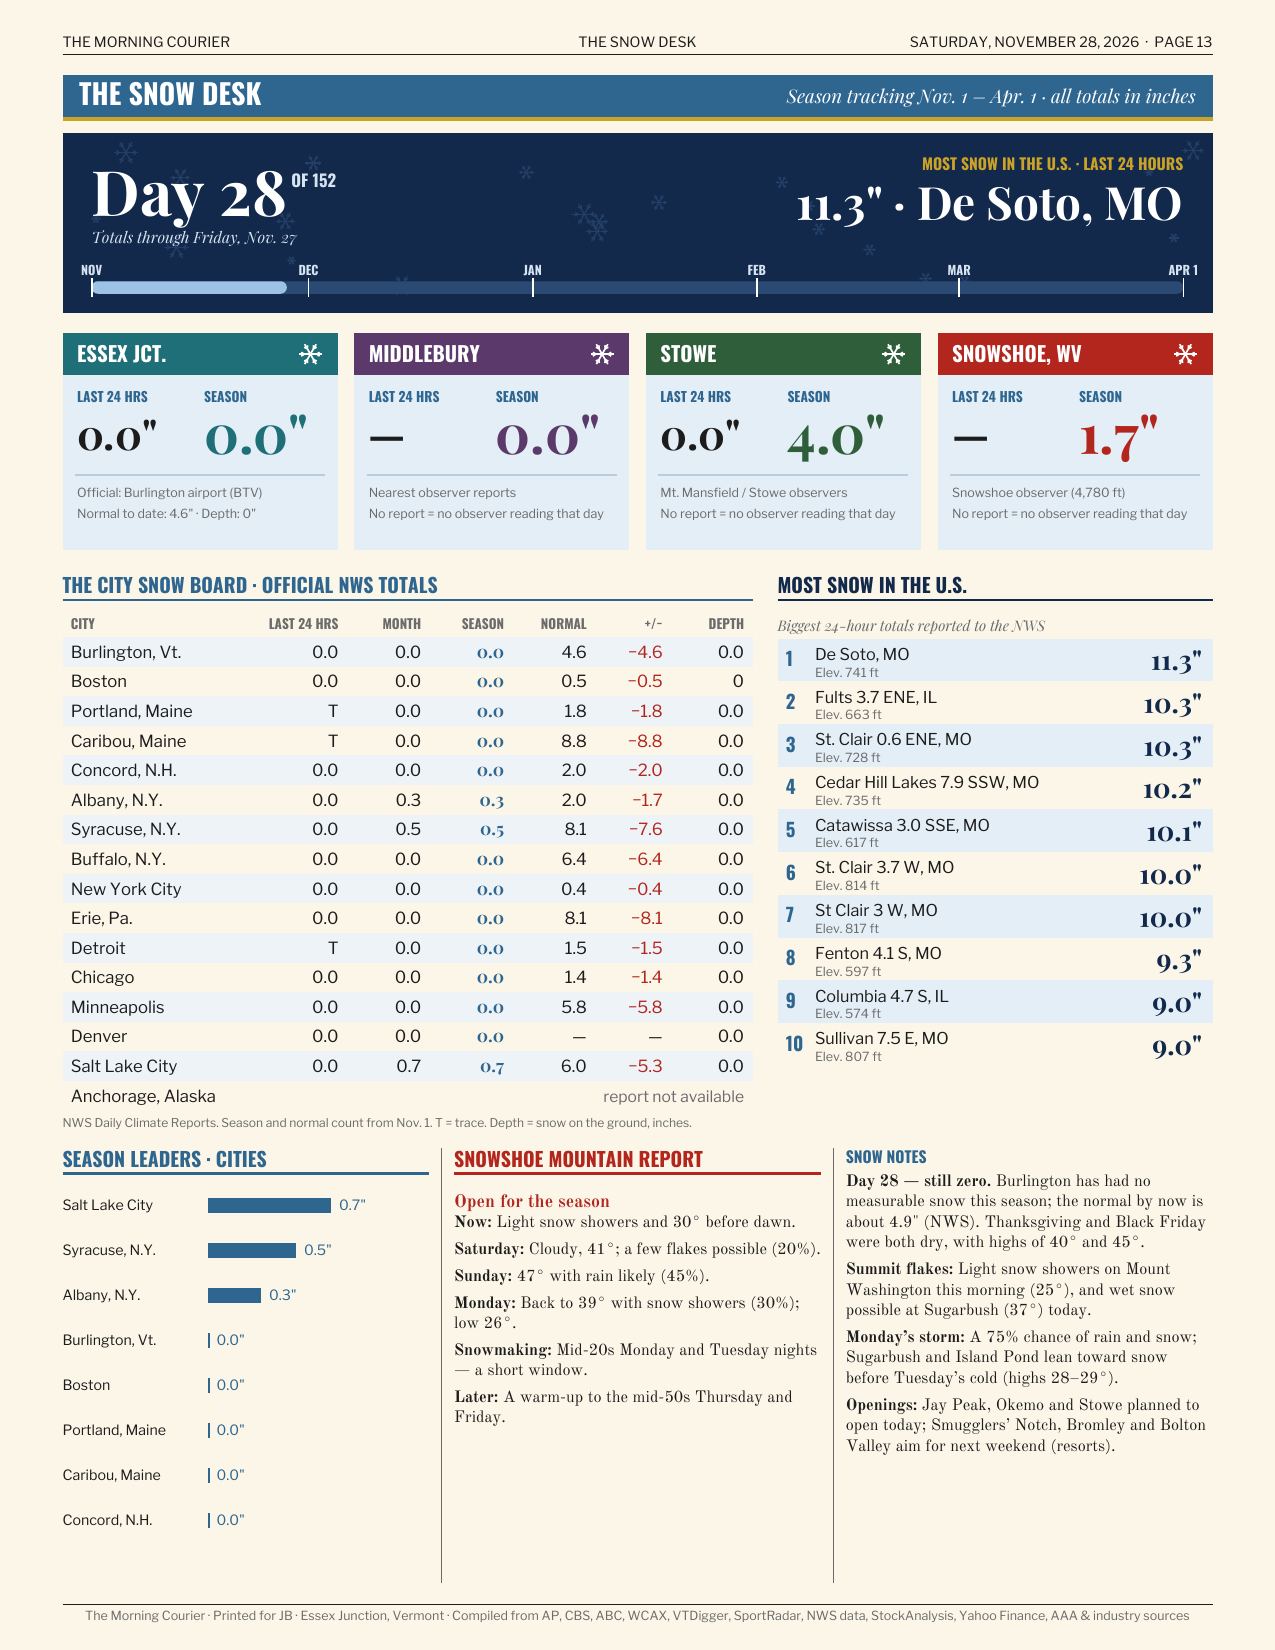 THE MORNING COURIER
THE SNOW DESK
SATURDAY, NOVEMBER 28, 2026 · PAGE 13
THE SNOW DESK
Season tracking Nov. 1 – Apr. 1 · all totals in inches
Day 28 OF 152
Totals through Friday, Nov. 27
MOST SNOW IN THE U.S. · LAST 24 HOURS
11.3" · De Soto, MO
NOV DEC JAN FEB MAR APR 1
ESSEX JCT.
LAST 24 HRS SEASON
0.0" 0.0"
Official: Burlington airport (BTV)
Normal to date: 4.6" · Depth: 0"
MIDDLEBURY
LAST 24 HRS SEASON
— 0.0"
Nearest observer reports
No report = no observer reading that day
STOWE
LAST 24 HRS SEASON
0.0" 4.0"
Mt. Mansfield / Stowe observers
No report = no observer reading that day
SNOWSHOE, WV
LAST 24 HRS SEASON
— 1.7"
Snowshoe observer (4,780 ft)
No report = no observer reading that day
THE CITY SNOW BOARD · OFFICIAL NWS TOTALS
CITY LAST 24 HRS MONTH SEASON NORMAL +/− DEPTH
Burlington, Vt. 0.0 0.0 0.0 4.6 −4.6 0.0
Boston 0.0 0.0 0.0 0.5 −0.5 0
Portland, Maine T 0.0 0.0 1.8 −1.8 0.0
Caribou, Maine T 0.0 0.0 8.8 −8.8 0.0
Concord, N.H. 0.0 0.0 0.0 2.0 −2.0 0.0
Albany, N.Y. 0.0 0.3 0.3 2.0 −1.7 0.0
Syracuse, N.Y. 0.0 0.5 0.5 8.1 −7.6 0.0
Buffalo, N.Y. 0.0 0.0 0.0 6.4 −6.4 0.0
New York City 0.0 0.0 0.0 0.4 −0.4 0.0
Erie, Pa. 0.0 0.0 0.0 8.1 −8.1 0.0
Detroit T 0.0 0.0 1.5 −1.5 0.0
Chicago 0.0 0.0 0.0 1.4 −1.4 0.0
Minneapolis 0.0 0.0 0.0 5.8 −5.8 0.0
Denver 0.0 0.0 0.0 — — 0.0
Salt Lake City 0.0 0.7 0.7 6.0 −5.3 0.0
Anchorage, Alaska report not available
NWS Daily Climate Reports. Season and normal count from Nov. 1. T = trace. Depth = snow on the ground, inches.
MOST SNOW IN THE U.S.
Biggest 24-hour totals reported to the NWS
1 De Soto, MO 11.3"
Elev. 741 ft
2 Fults 3.7 ENE, IL 10.3"
Elev. 663 ft
3 St. Clair 0.6 ENE, MO 10.3"
Elev. 728 ft
4 Cedar Hill Lakes 7.9 SSW, MO 10.2"
Elev. 735 ft
5 Catawissa 3.0 SSE, MO 10.1"
Elev. 617 ft
6 St. Clair 3.7 W, MO 10.0"
Elev. 814 ft
7 St Clair 3 W, MO 10.0"
Elev. 817 ft
8 Fenton 4.1 S, MO 9.3"
Elev. 597 ft
9 Columbia 4.7 S, IL 9.0"
Elev. 574 ft
10 Sullivan 7.5 E, MO 9.0"
Elev. 807 ft
SEASON LEADERS · CITIES
Salt Lake City 0.7"
Syracuse, N.Y. 0.5"
Albany, N.Y. 0.3"
Burlington, Vt. 0.0"
Boston 0.0"
Portland, Maine 0.0"
Caribou, Maine 0.0"
Concord, N.H. 0.0"
SNOWSHOE MOUNTAIN REPORT
Open for the season
Now: Light snow showers and 30° before dawn.
Saturday: Cloudy, 41°; a few flakes possible (20%).
Sunday: 47° with rain likely (45%).
Monday: Back to 39° with snow showers (30%);
low 26°.
Snowmaking: Mid-20s Monday and Tuesday nights
— a short window.
Later: A warm-up to the mid-50s Thursday and
Friday.
SNOW NOTES
Day 28 — still zero. Burlington has had no
measurable snow this season; the normal by now is
about 4.9" (NWS). Thanksgiving and Black Friday
were both dry, with highs of 40° and 45°.
Summit flakes: Light snow showers on Mount
Washington this morning (25°), and wet snow
possible at Sugarbush (37°) today.
Monday’s storm: A 75% chance of rain and snow;
Sugarbush and Island Pond lean toward snow
before Tuesday’s cold (highs 28–29°).
Openings: Jay Peak, Okemo and Stowe planned to
open today; Smugglers’ Notch, Bromley and Bolton
Valley aim for next weekend (resorts).
The Morning Courier · Printed for JB · Essex Junction, Vermont · Compiled from AP, CBS, ABC, WCAX, VTDigger, SportRadar, NWS data, StockAnalysis, Yahoo Finance, AAA & industry sources